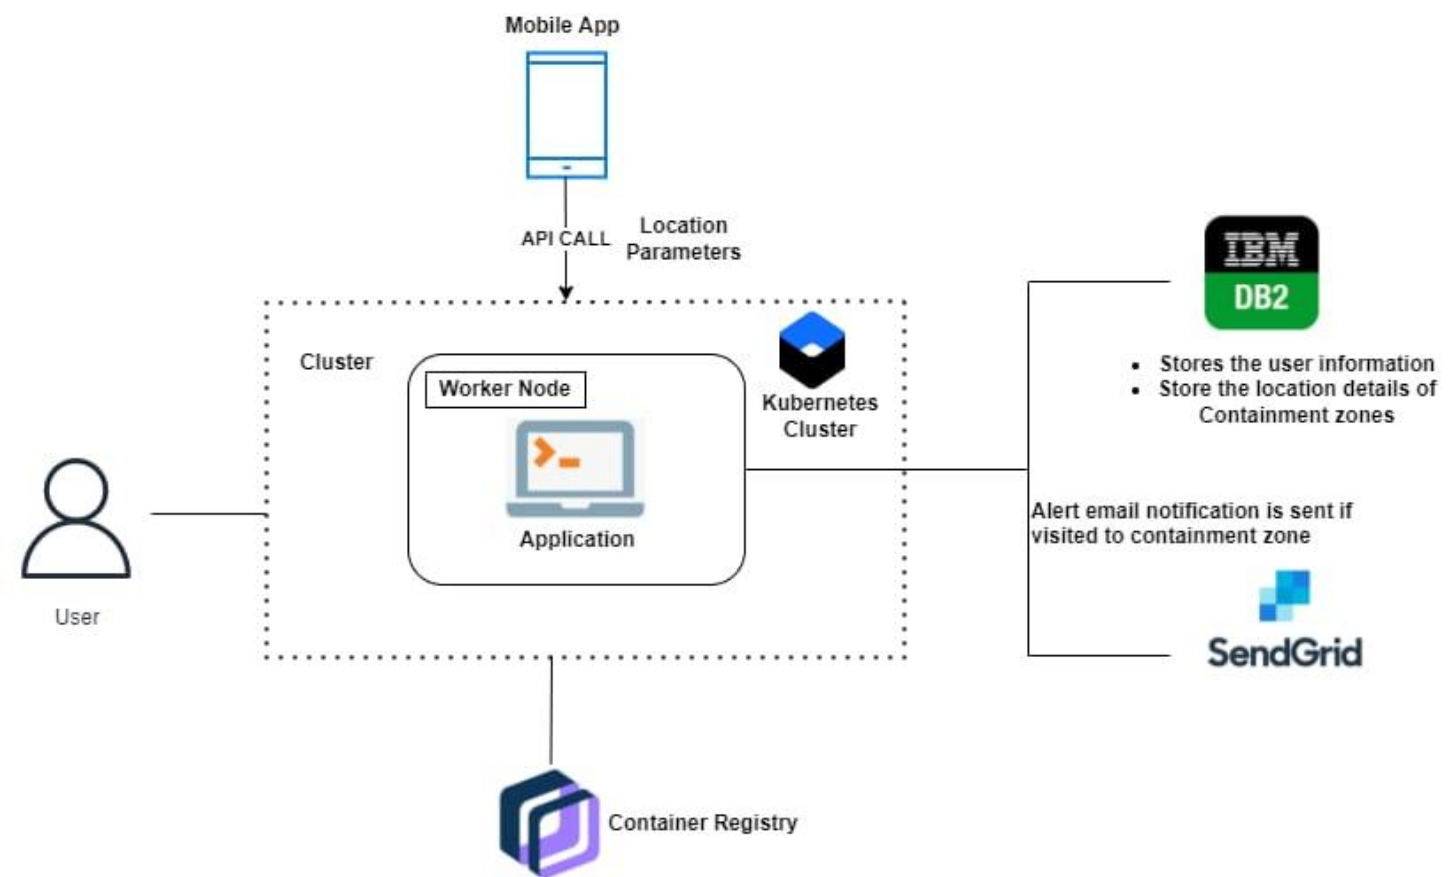 Mobile App
API CALL
Location
Parameters
IBM
DB2
• Stores the user information
• Store the location details of
Containment zones
Cluster
Worker Node
Kubernetes
Cluster
Application
User
Alert email notification is sent if
visited to containment zone
SendGrid
Container Registry